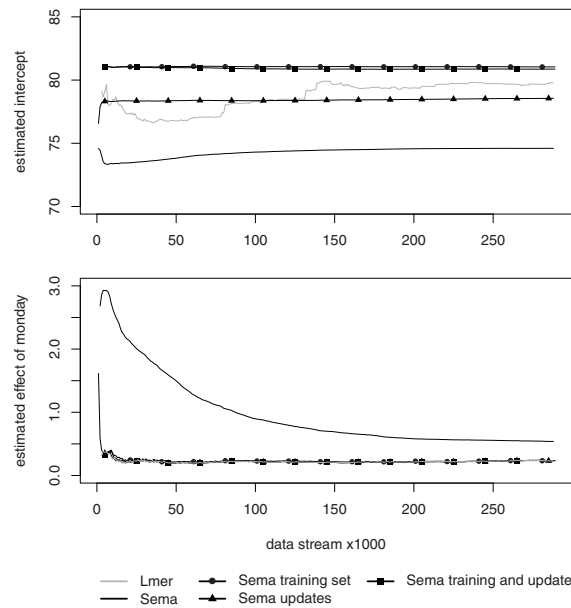 estimated intercept
85
80
75
70
0 50 100 150 200 250
estimated effect of monday
3.0
2.0
1.0
0.0
0 50 100 150 200 250
data stream x1000
Lmer Sema training set Sema training and update
Sema Sema updates